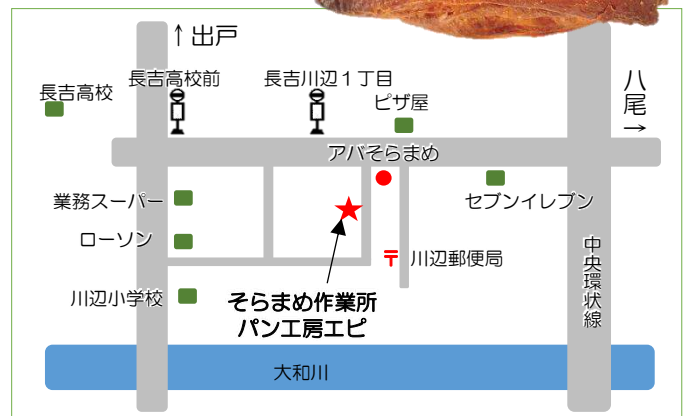 ↑出戸
八尾→
長吉高校
長吉高校前
長吉川辺1丁目
ピザ屋
アバそらまめ
業務スーパー
セブンイレブン
ローソン
〒川辺郵便局
中央環状線
川辺小学校
そらまめ作業所
パン工房エピ
大和川